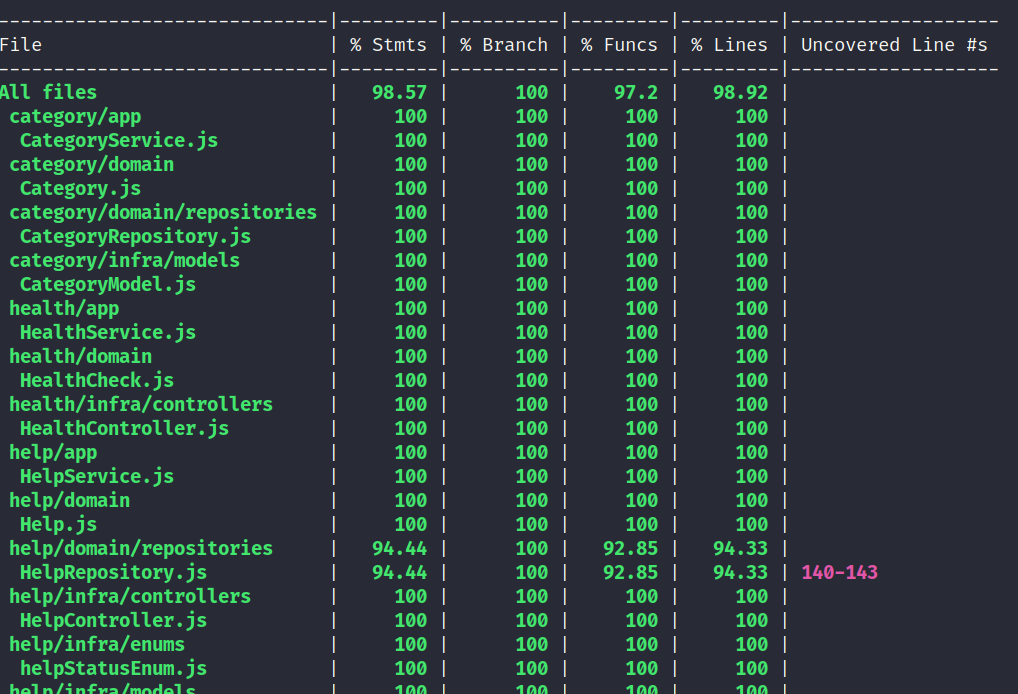 --------------------------------|---------|----------|---------|---------|-------------------
File                            | % Stmts | % Branch | % Funcs | % Lines | Uncovered Line #s
--------------------------------|---------|----------|---------|---------|-------------------
All files                       |   98.57 |      100 |    97.2 |   98.92 |
 category/app                   |     100 |      100 |     100 |     100 |
  CategoryService.js            |     100 |      100 |     100 |     100 |
 category/domain                |     100 |      100 |     100 |     100 |
  Category.js                   |     100 |      100 |     100 |     100 |
 category/domain/repositories   |     100 |      100 |     100 |     100 |
  CategoryRepository.js         |     100 |      100 |     100 |     100 |
 category/infra/models          |     100 |      100 |     100 |     100 |
  CategoryModel.js              |     100 |      100 |     100 |     100 |
 health/app                     |     100 |      100 |     100 |     100 |
  HealthService.js              |     100 |      100 |     100 |     100 |
 health/domain                  |     100 |      100 |     100 |     100 |
  HealthCheck.js                |     100 |      100 |     100 |     100 |
 health/infra/controllers       |     100 |      100 |     100 |     100 |
  HealthController.js           |     100 |      100 |     100 |     100 |
 help/app                       |     100 |      100 |     100 |     100 |
  HelpService.js                |     100 |      100 |     100 |     100 |
 help/domain                    |     100 |      100 |     100 |     100 |
  Help.js                       |     100 |      100 |     100 |     100 |
 help/domain/repositories       |   94.44 |      100 |   92.85 |   94.33 |
  HelpRepository.js             |   94.44 |      100 |   92.85 |   94.33 | 140-143
 help/infra/controllers         |     100 |      100 |     100 |     100 |
  HelpController.js             |     100 |      100 |     100 |     100 |
 help/infra/enums               |     100 |      100 |     100 |     100 |
  helpStatusEnum.js             |     100 |      100 |     100 |     100 |
 help/infra/models              |     100 |      100 |     100 |     100 |